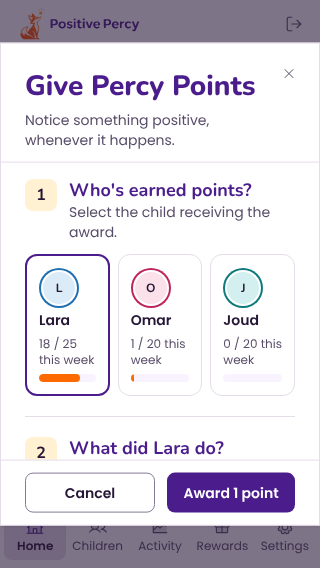 Positive Percy
Give Percy Points
Notice something positive,
whenever it happens.
1
Who's earned points?
Select the child receiving the
award.
L
Lara
18 / 25
this week
O
Omar
1 / 20 this
week
J
Joud
0 / 20 this
week
2
What did Lara do?
Cancel
Award 1 point
Home
Children
Activity
Rewards
Settings